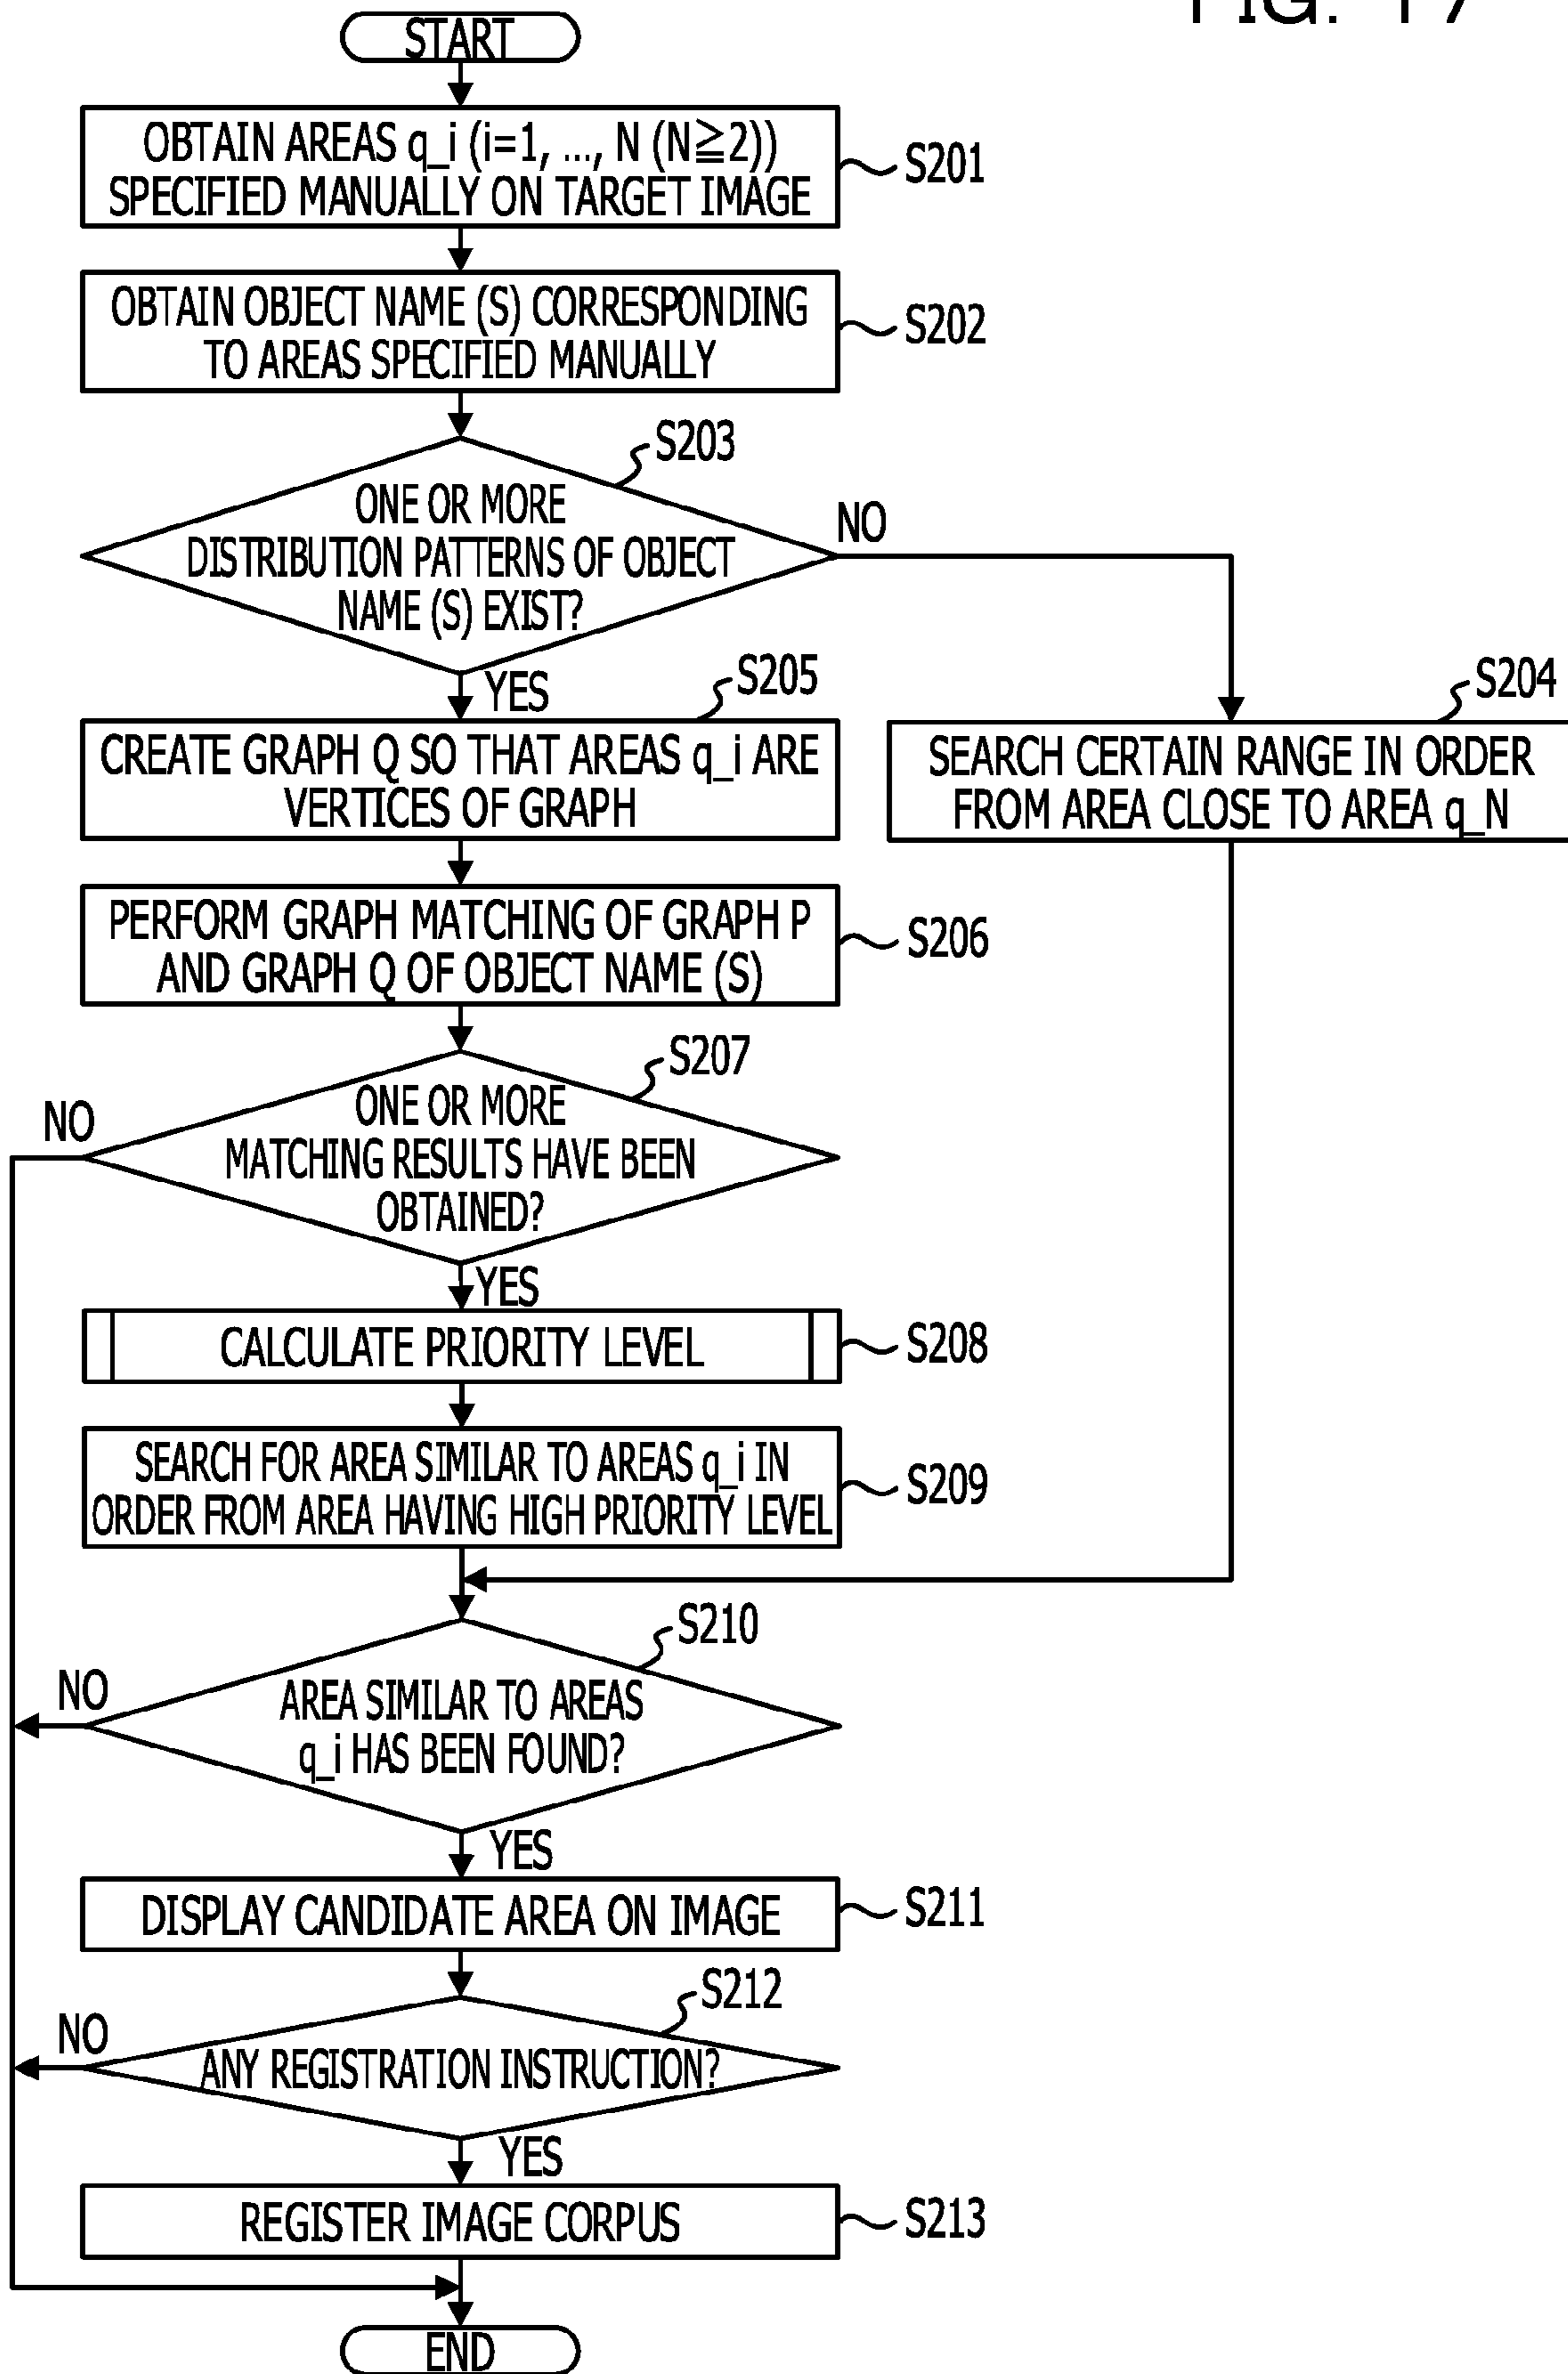 FIG. 17
START
OBTAIN AREAS q_i (i=1, ..., N (N≧2))
SPECIFIED MANUALLY ON TARGET IMAGE
S201
OBTAIN OBJECT NAME (S) CORRESPONDING
TO AREAS SPECIFIED MANUALLY
S202
S203
ONE OR MORE
DISTRIBUTION PATTERNS OF OBJECT
NAME (S) EXIST?
NO
YES
S205
CREATE GRAPH Q SO THAT AREAS q_i ARE
VERTICES OF GRAPH
S204
SEARCH CERTAIN RANGE IN ORDER
FROM AREA CLOSE TO AREA q_N
PERFORM GRAPH MATCHING OF GRAPH P
AND GRAPH Q OF OBJECT NAME (S)
S206
S207
ONE OR MORE
MATCHING RESULTS HAVE BEEN
OBTAINED?
NO
YES
CALCULATE PRIORITY LEVEL
S208
SEARCH FOR AREA SIMILAR TO AREAS q_i IN
ORDER FROM AREA HAVING HIGH PRIORITY LEVEL
S209
S210
AREA SIMILAR TO AREAS
q_i HAS BEEN FOUND?
NO
YES
DISPLAY CANDIDATE AREA ON IMAGE
S211
S212
ANY REGISTRATION INSTRUCTION?
NO
YES
REGISTER IMAGE CORPUS
S213
END